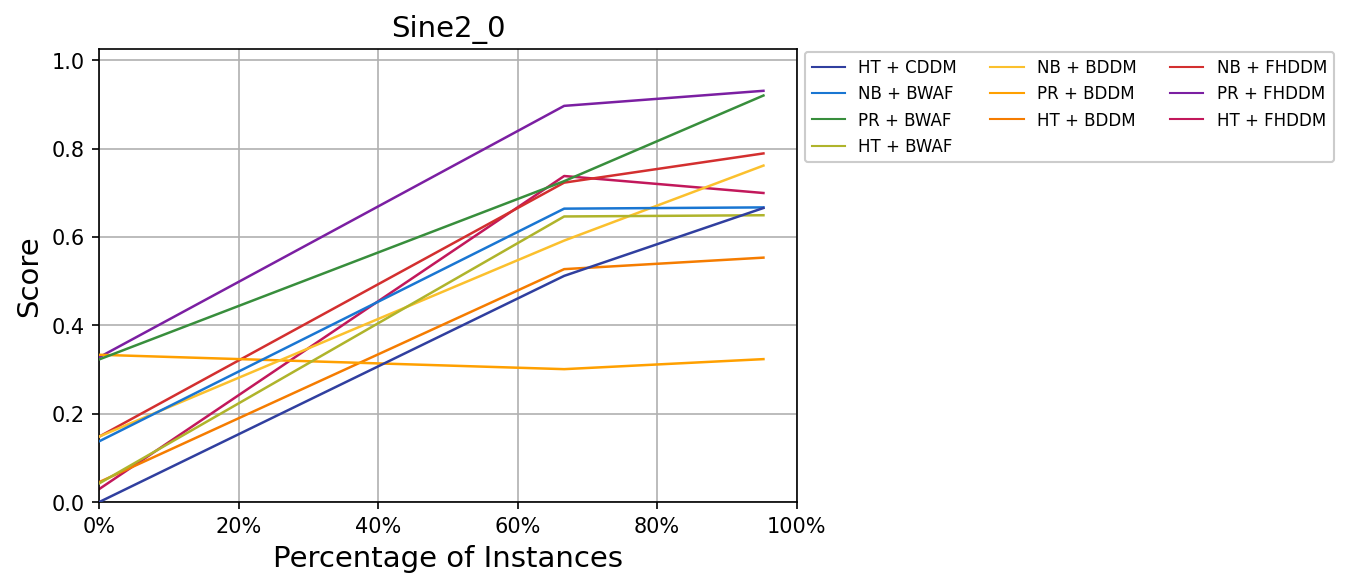 Sine2_0
Score
1.0
0.8
0.6
0.4
0.2
0.0
0%
20%
40%
60%
80%
100%
Percentage of Instances
HT + CDDM
NB + BWAF
PR + BWAF
HT + BWAF
NB + BDDM
PR + BDDM
HT + BDDM
NB + FHDDM
PR + FHDDM
HT + FHDDM